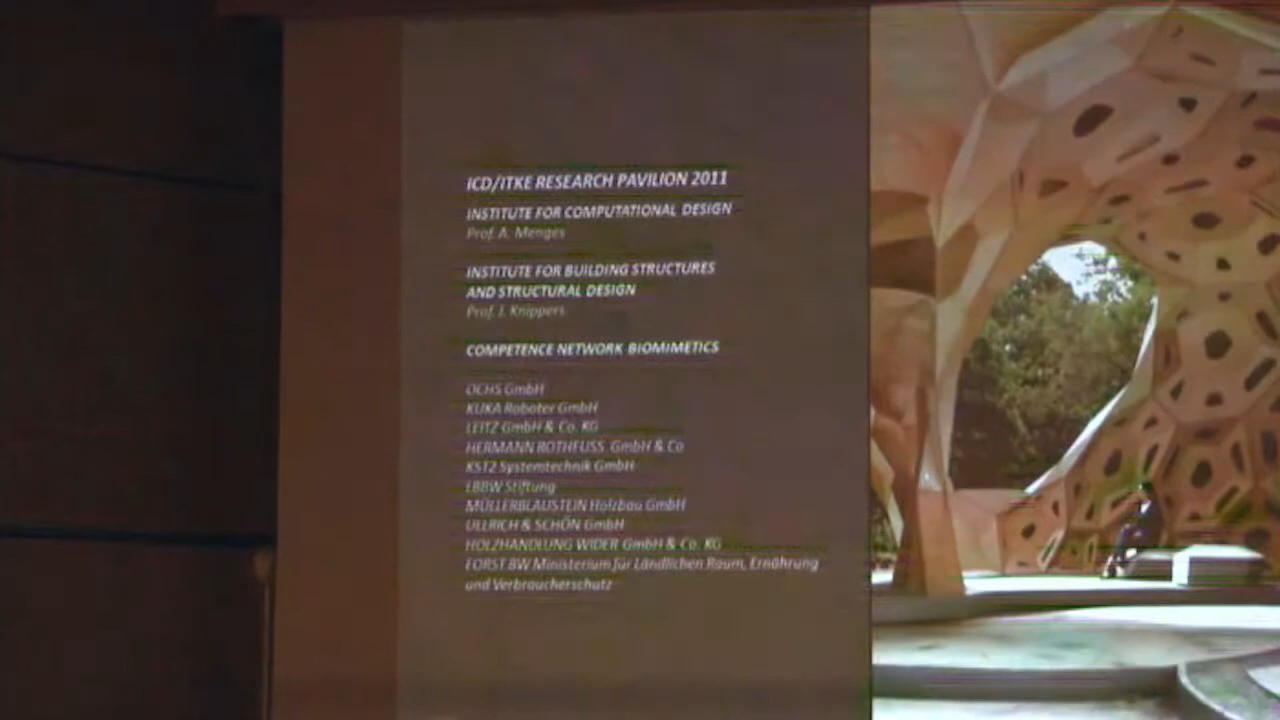 ICD/ITKE RESEARCH PAVILION 2011
INSTITUTE FOR COMPUTATIONAL DESIGN
Prof. A. Menges
INSTITUTE FOR BUILDING STRUCTURES
AND STRUCTURAL DESIGN
Prof. J. Knippers
COMPETENCE NETWORK BIOMIMETICS
OCHS GmbH
KUKA Roboter GmbH
LEITZ GmbH & Co. KG
HERMANN ROTHFUSS GmbH & Co
KSTZ Systemtechnik GmbH
LBBW Stiftung
MÜLLERBLAUSTEIN Holzbau GmbH
ULLRICH & SCHÖN GmbH
HOLZHANDLUNG WIDER GmbH & Co. KG
FORST BW Ministerium für Ländlichen Raum, Ernährung
und Verbraucherschutz